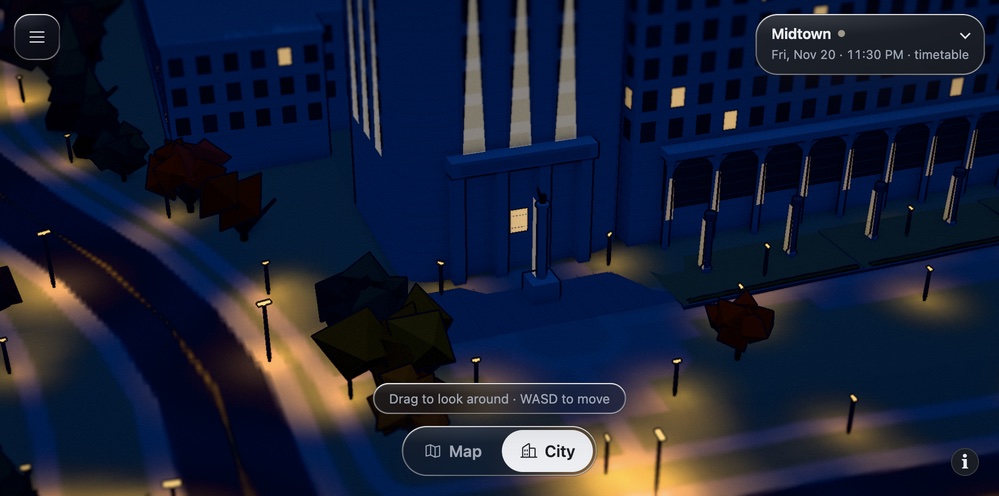 Midtown
Fri, Nov 20 · 11:30 PM · timetable
Drag to look around · WASD to move
Map
City
i